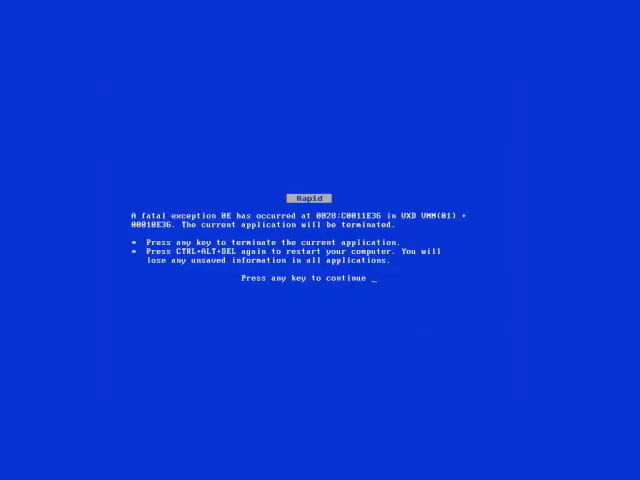 Rapid
A fatal exception 0E has occurred at 0028:C0011E36 in VXD VMM(01) +
00010E36. The current application will be terminated.
* Press any key to terminate the current application.
* Press CTRL+ALT+DEL again to restart your computer. You will
lose any unsaved information in all applications.
Press any key to continue _